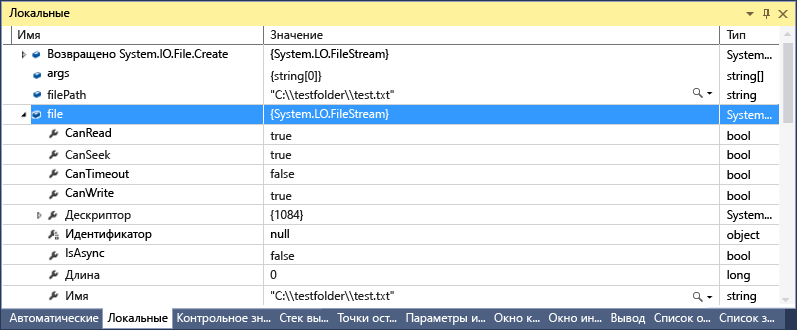 Локальные
Имя Значение Тип
Возвращено System.IO.File.Create {System.LO.FileStream} System...
args {string[0]} string[]
filePath "C:\\testfolder\\test.txt" string
file {System.LO.FileStream} System...
CanRead true bool
CanSeek true bool
CanTimeout false bool
CanWrite true bool
Дескриптор {1084} System...
Идентификатор null object
IsAsync false bool
Длина 0 long
Имя "C:\\testfolder\\test.txt" string
Автоматические Локальные Контрольное зн... Стек вы... Точки ост... Параметры и... Окно к... Окно ин... Вывод Список о... Список з...